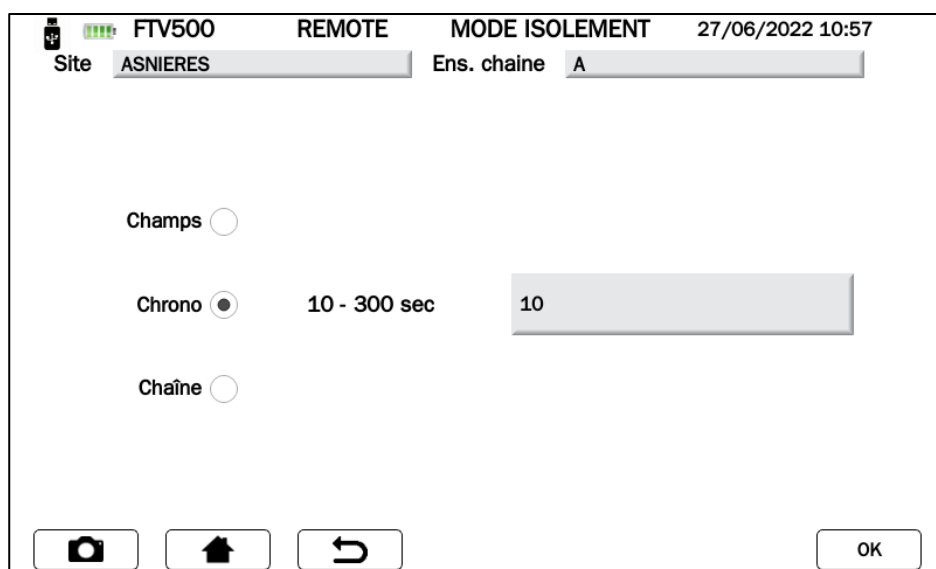 FTV500 REMOTE MODE ISOLEMENT 27/06/2022 10:57
Site ASNIERES Ens. chaine A
Champs
Chrono 10 - 300 sec 10
Chaîne
OK